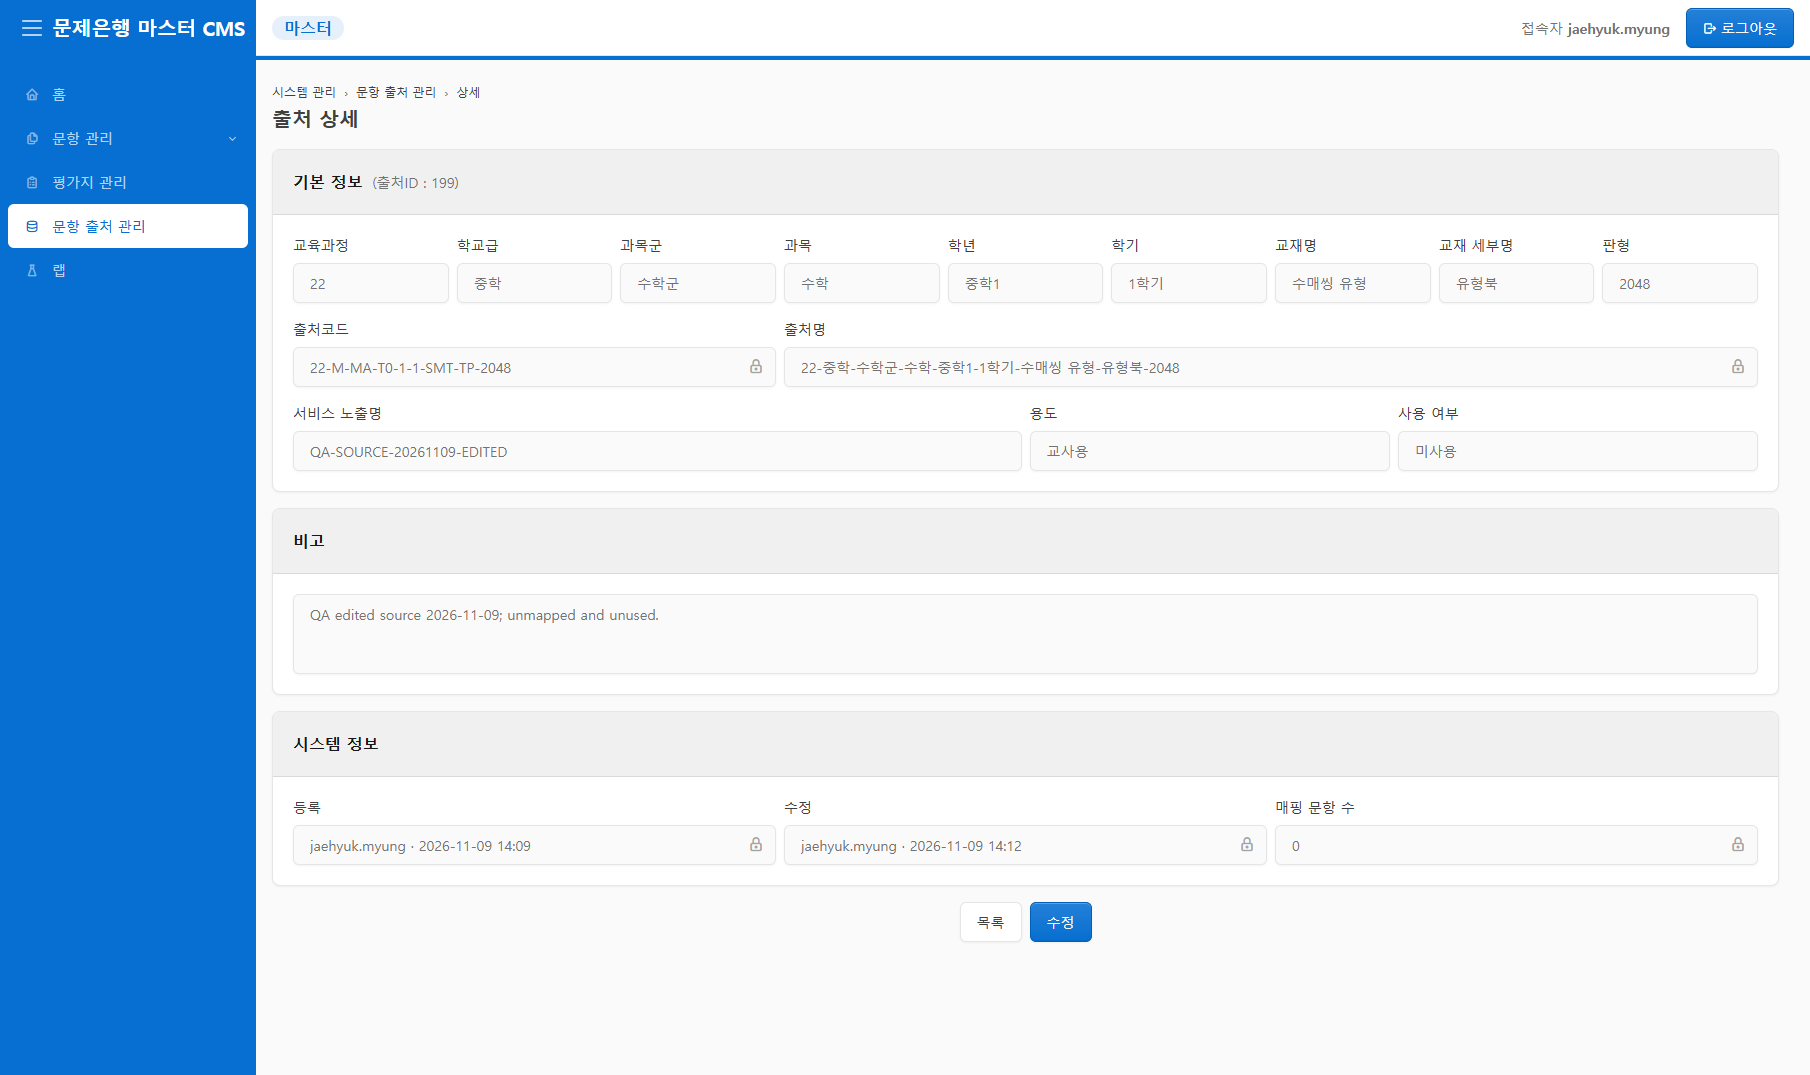 문제은행 마스터 CMS
마스터
접속자 jaehyuk.myung
로그아웃
홈
문항 관리
평가지 관리
문항 출처 관리
랩
시스템 관리 › 문항 출처 관리 › 상세
출처 상세
기본 정보 (출처ID : 199)
교육과정 학교급 과목군 과목 학년 학기 교재명 교재 세부명 판형
22 중학 수학군 수학 중학1 1학기 수매씽 유형 유형북 2048
출처코드 출처명
22-M-MA-T0-1-1-SMT-TP-2048 22-중학-수학군-수학-중학1-1학기-수매씽 유형-유형북-2048
서비스 노출명 용도 사용 여부
QA-SOURCE-20261109-EDITED 교사용 미사용
비고
QA edited source 2026-11-09; unmapped and unused.
시스템 정보
등록 수정 매핑 문항 수
jaehyuk.myung · 2026-11-09 14:09 jaehyuk.myung · 2026-11-09 14:12 0
목록 수정